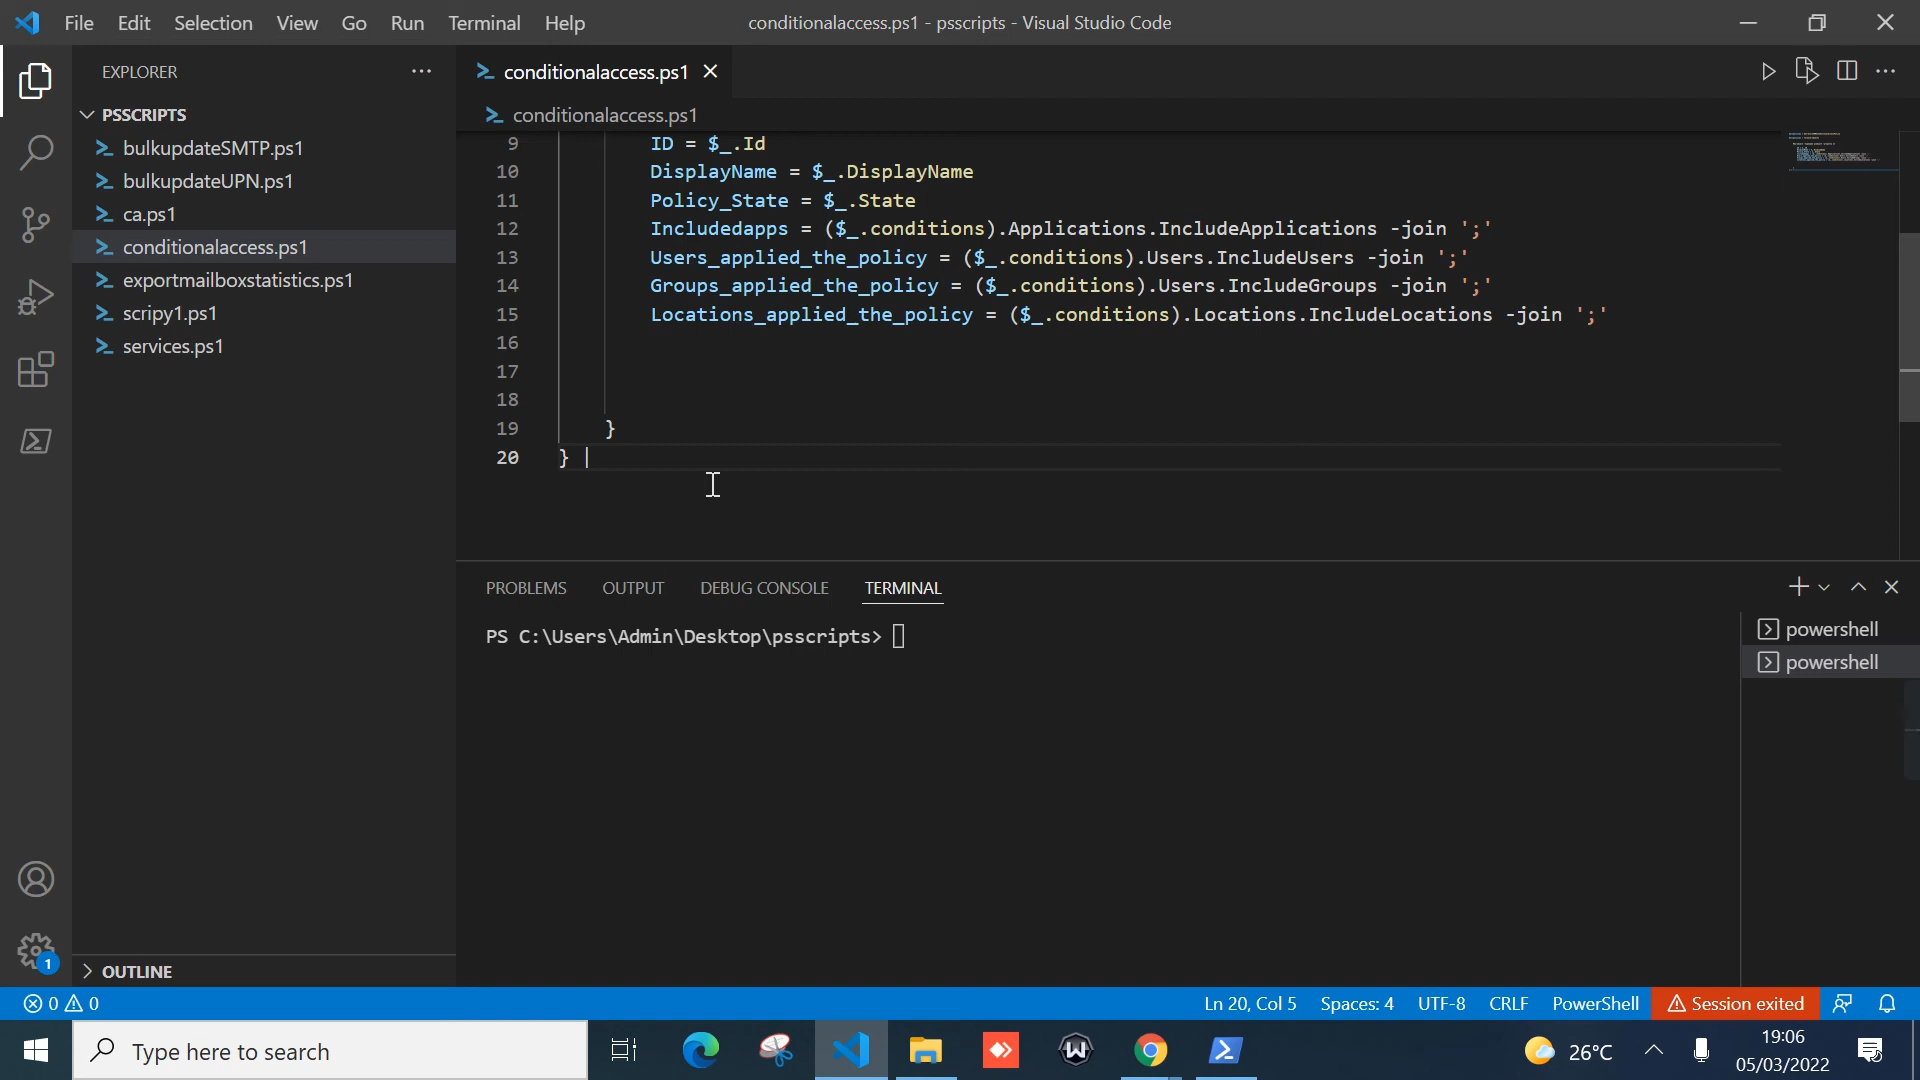 File Edit Selection View Go Run Terminal Help
conditionalaccess.ps1 - psscripts - Visual Studio Code
EXPLORER
PSSCRIPTS
bulkupdateSMTP.ps1
bulkupdateUPN.ps1
ca.ps1
conditionalaccess.ps1
exportmailboxstatistics.ps1
scripy1.ps1
services.ps1
OUTLINE
conditionalaccess.ps1
conditionalaccess.ps1
9 ID = $_.Id
10 DisplayName = $_.DisplayName
11 Policy_State = $_.State
12 Includedapps = ($_.conditions).Applications.IncludeApplications -join ';'
13 Users_applied_the_policy = ($_.conditions).Users.IncludeUsers -join ';'
14 Groups_applied_the_policy = ($_.conditions).Users.IncludeGroups -join ';'
15 Locations_applied_the_policy = ($_.conditions).Locations.IncludeLocations -join ';'
16
17
18
19 }
20 }
PROBLEMS OUTPUT DEBUG CONSOLE TERMINAL
PS C:\Users\Admin\Desktop\psscripts>
powershell
powershell
1
0 0
Ln 20, Col 5 Spaces: 4 UTF-8 CRLF PowerShell Session exited
Type here to search
26°C
19:06
05/03/2022